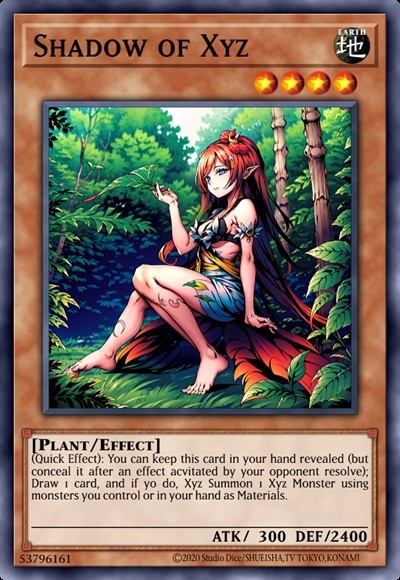 Shadow of Xyz
EARTH
地
[Plant/Effect]
(Quick Effect): You can keep this card in your hand revealed (but
conceal it after an effect acvitated by your opponent resolve);
Draw 1 card, and if yo do, Xyz Summon 1 Xyz Monster using
monsters you control or in your hand as Materials.
ATK/ 300 DEF/2400
53796161
©2020 Studio Dice/SHUEISHA,TV TOKYO,KONAMI